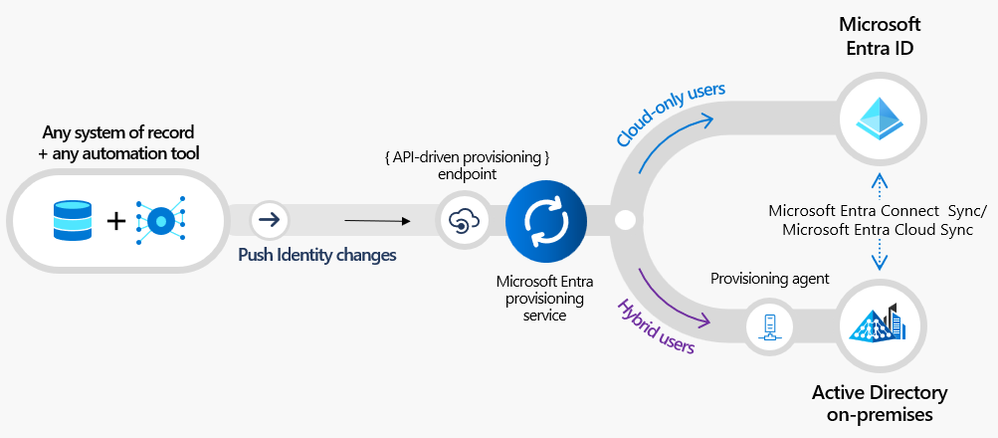 Any system of record
+ any automation tool
+
Push Identity changes
{ API-driven provisioning }
endpoint
Microsoft Entra
provisioning
service
Cloud-only users
Hybrid users
Microsoft
Entra ID
Microsoft Entra Connect Sync/
Microsoft Entra Cloud Sync
Provisioning agent
Active Directory
on-premises